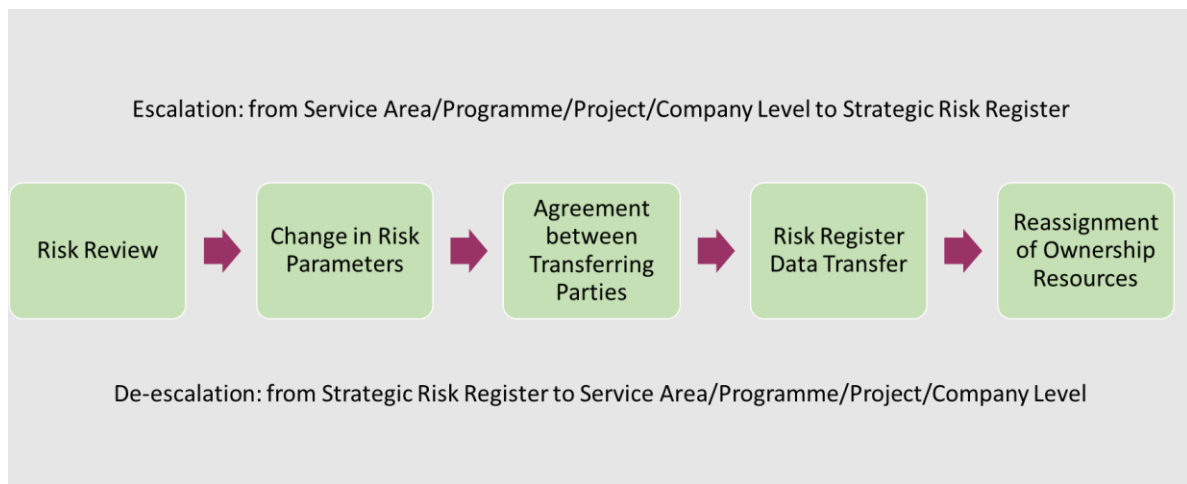 Escalation: from Service Area/Programme/Project/Company Level to Strategic Risk Register
Risk Review
Change in Risk
Parameters
Agreement
between
Transferring
Parties
Risk Register
Data Transfer
Reassignment
of Ownership
Resources
De-escalation: from Strategic Risk Register to Service Area/Programme/Project/Company Level